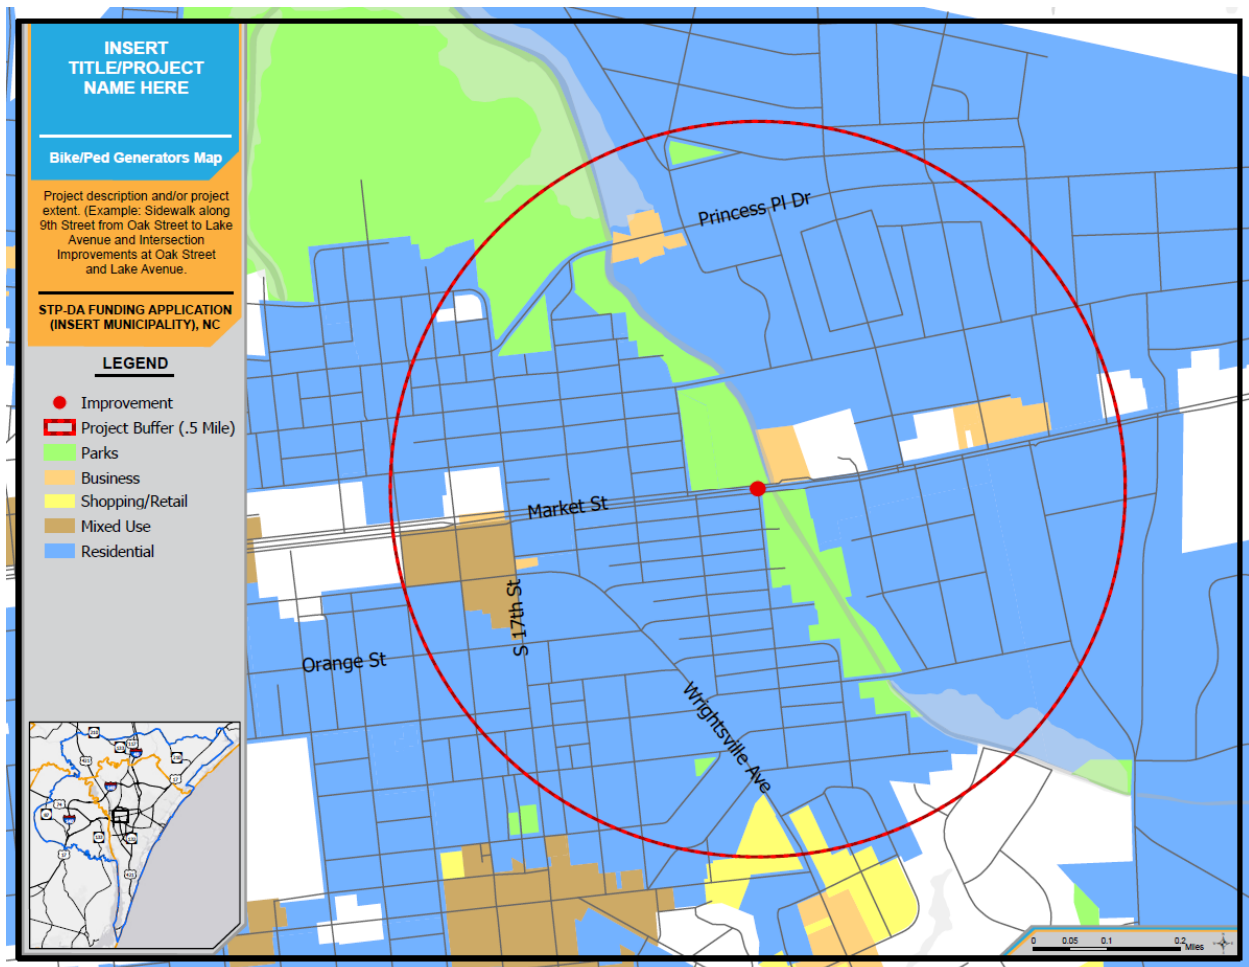 INSERT
TITLE/PROJECT
NAME HERE
Bike/Ped Generators Map
Project description and/or project
extent. (Example: Sidewalk along
9th Street from Oak Street to Lake
Avenue and Intersection
Improvements at Oak Street
and Lake Avenue.
STP-DA FUNDING APPLICATION
(INSERT MUNICIPALITY), NC
LEGEND
Improvement
Project Buffer (.5 Mile)
Parks
Business
Shopping/Retail
Mixed Use
Residential
Princess Pl Dr
Market St
S 17th St
Orange St
Wrightsville Ave
0 0.05 0.1 0.2
Miles